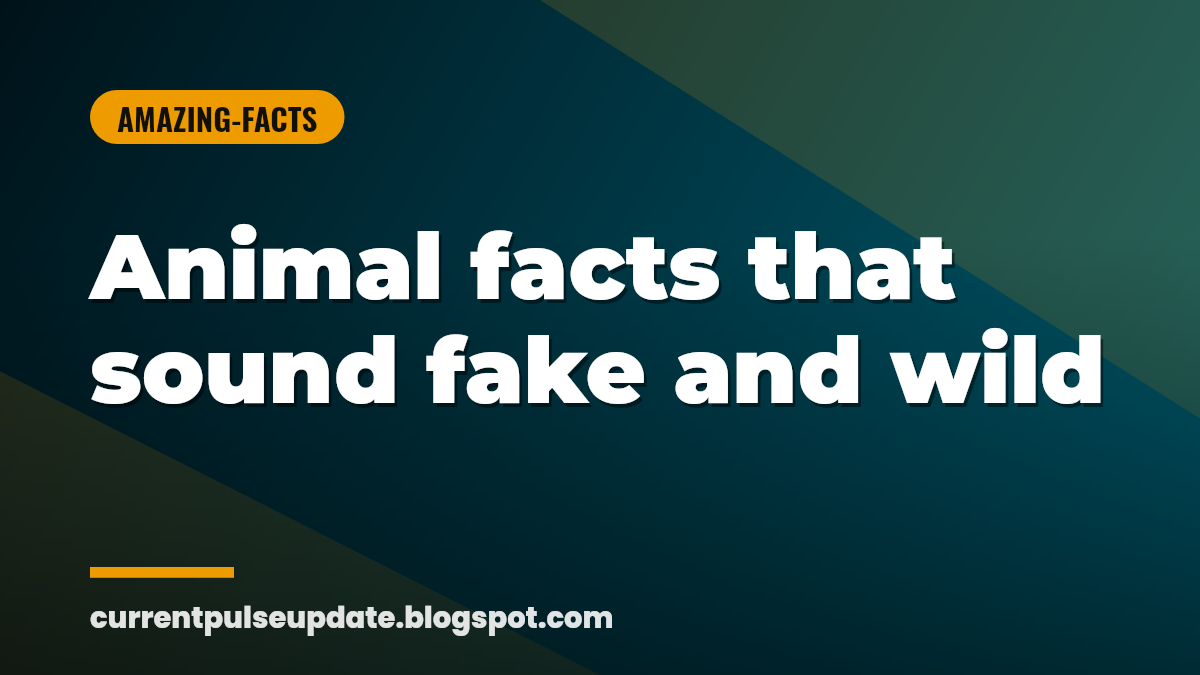 AMAZING-FACTS
Animal facts that
sound fake and wild
currentpulseupdate.blogspot.com